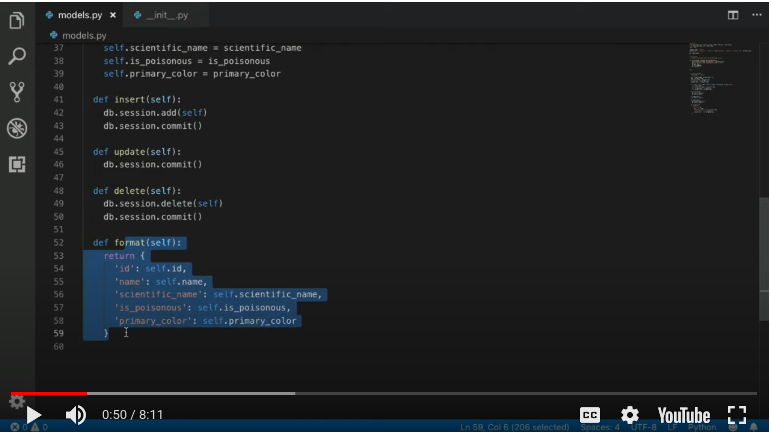 models.py × __init__.py
models.py
37 self.scientific_name = scientific_name
38 self.is_poisonous = is_poisonous
39 self.primary_color = primary_color
40
41 def insert(self):
42 db.session.add(self)
43 db.session.commit()
44
45 def update(self):
46 db.session.commit()
47
48 def delete(self):
49 db.session.delete(self)
50 db.session.commit()
51
52 def format(self):
53 return {
54 'id': self.id,
55 'name': self.name,
56 'scientific_name': self.scientific_name,
57 'is_poisonous': self.is_poisonous,
58 'primary_color': self.primary_color
59 }
60
0:50 / 8:11 CC YouTube
0 0 Ln 59, Col 6 (206 selected) Spaces: 4 UTF-8 LF Python